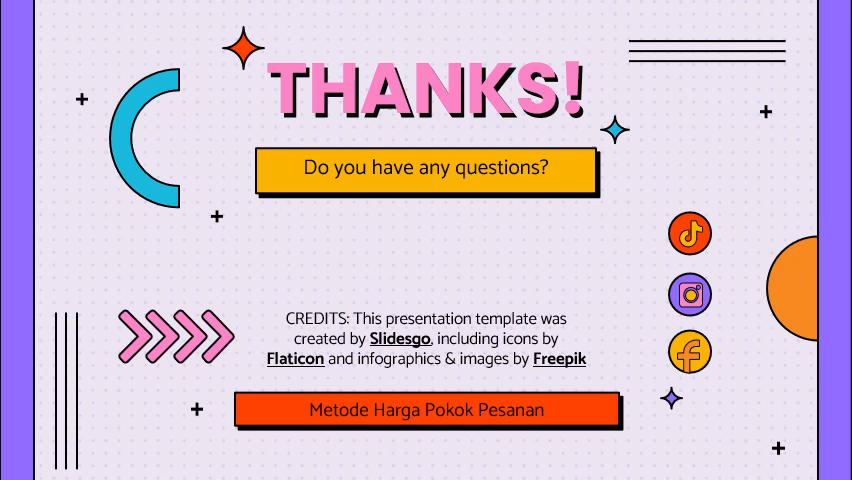 THANKS!
Do you have any questions?
CREDITS: This presentation template was
created by Slidesgo, including icons by
Flaticon and infographics & images by Freepik
Metode Harga Pokok Pesanan